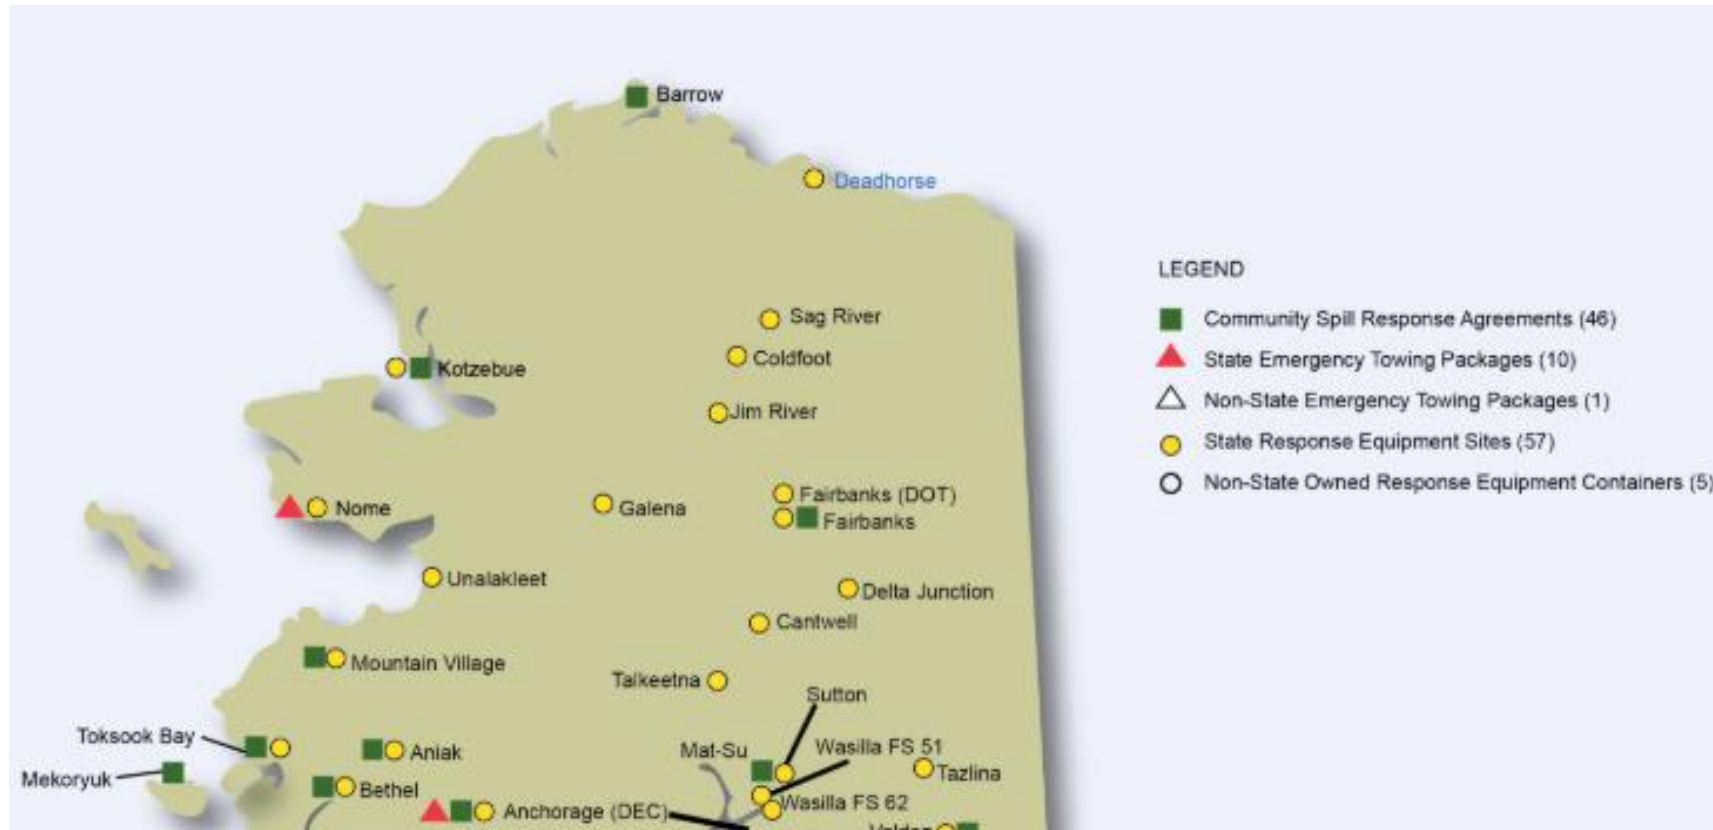 Barrow
Deadhorse
LEGEND
Community Spill Response Agreements (46)
State Emergency Towing Packages (10)
Non-State Emergency Towing Packages (1)
State Response Equipment Sites (57)
Non-State Owned Response Equipment Containers (5)
Sag River
Coldfoot
Kotzebue
Jim River
Fairbanks (DOT)
Nome
Galena
Fairbanks
Unalakleet
Delta Junction
Cantwell
Mountain Village
Talkeetna
Sutton
Toksook Bay
Aniak
Mat-Su
Wasilla FS 51
Mekoryuk
Tazlina
Bethel
Wasilla FS 62
Anchorage (DEC)